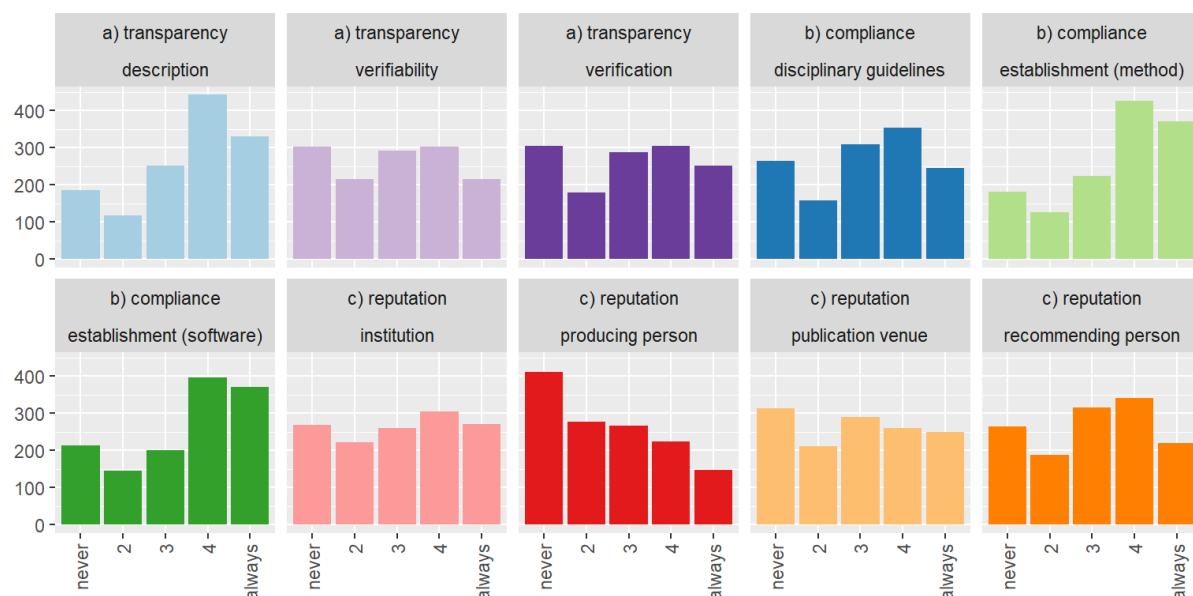 a) transparency
description
a) transparency
verifiability
a) transparency
verification
b) compliance
disciplinary guidelines
b) compliance
establishment (method)
400
300
200
100
0
b) compliance
establishment (software)
c) reputation
institution
c) reputation
producing person
c) reputation
publication venue
c) reputation
recommending person
400
300
200
100
0
never 2 3 4 always
never 2 3 4 always
never 2 3 4 always
never 2 3 4 always
never 2 3 4 always